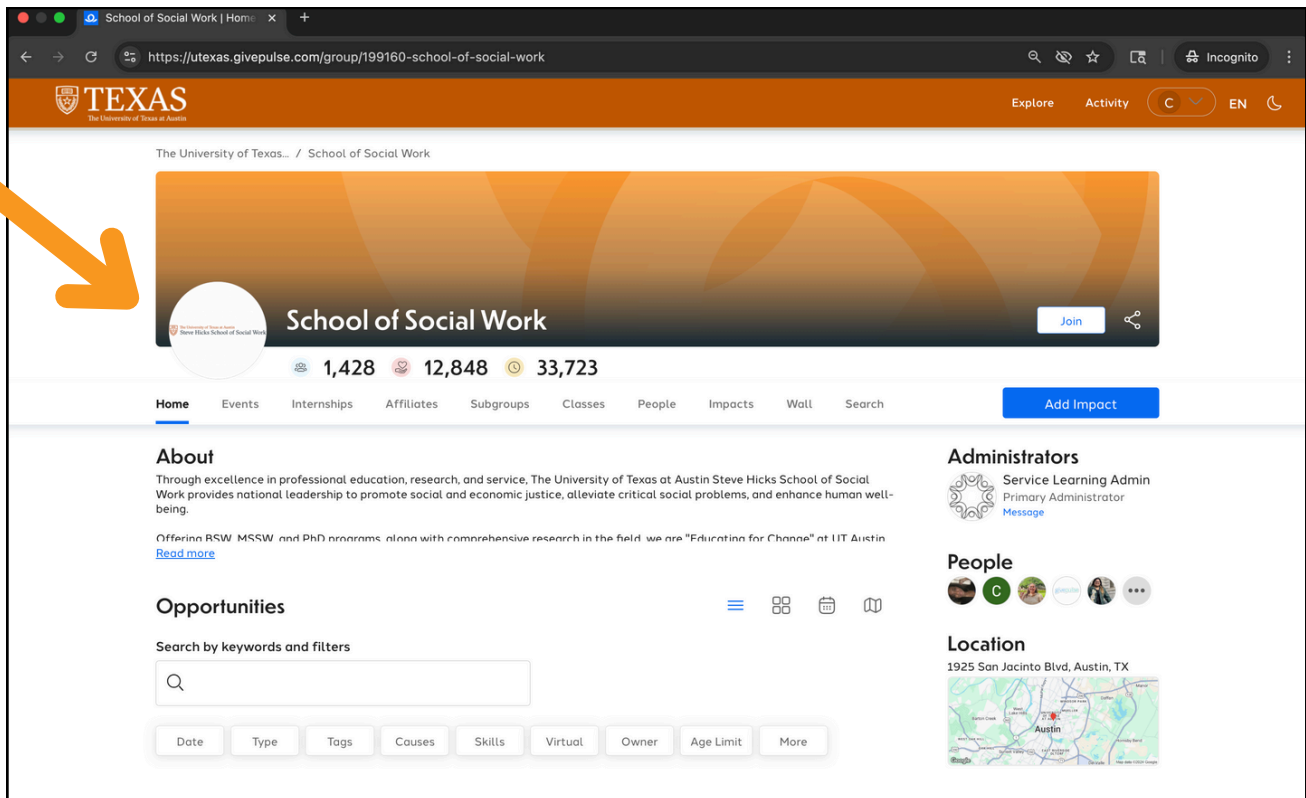 School of Social Work | Home
https://utexas.givepulse.com/group/199160-school-of-social-work
Incognito
TEXAS
The University of Texas at Austin
Explore Activity C EN
The University of Texas... / School of Social Work
The University of Texas at Austin
Steve Hicks School of Social Work
School of Social Work
Join
1,428 12,848 33,723
Home Events Internships Affiliates Subgroups Classes People Impacts Wall Search
Add Impact
About
Through excellence in professional education, research, and service, The University of Texas at Austin Steve Hicks School of Social
Work provides national leadership to promote social and economic justice, alleviate critical social problems, and enhance human well-
being.
Offering BSW, MSSW, and PhD programs, along with comprehensive research in the field, we are "Educating for Change" at UT Austin
Read more
Administrators
Service Learning Admin
Primary Administrator
Message
People
C givepulse
Opportunities
Search by keywords and filters
Date Type Tags Causes Skills Virtual Owner Age Limit More
Location
1925 San Jacinto Blvd, Austin, TX
Austin
Google